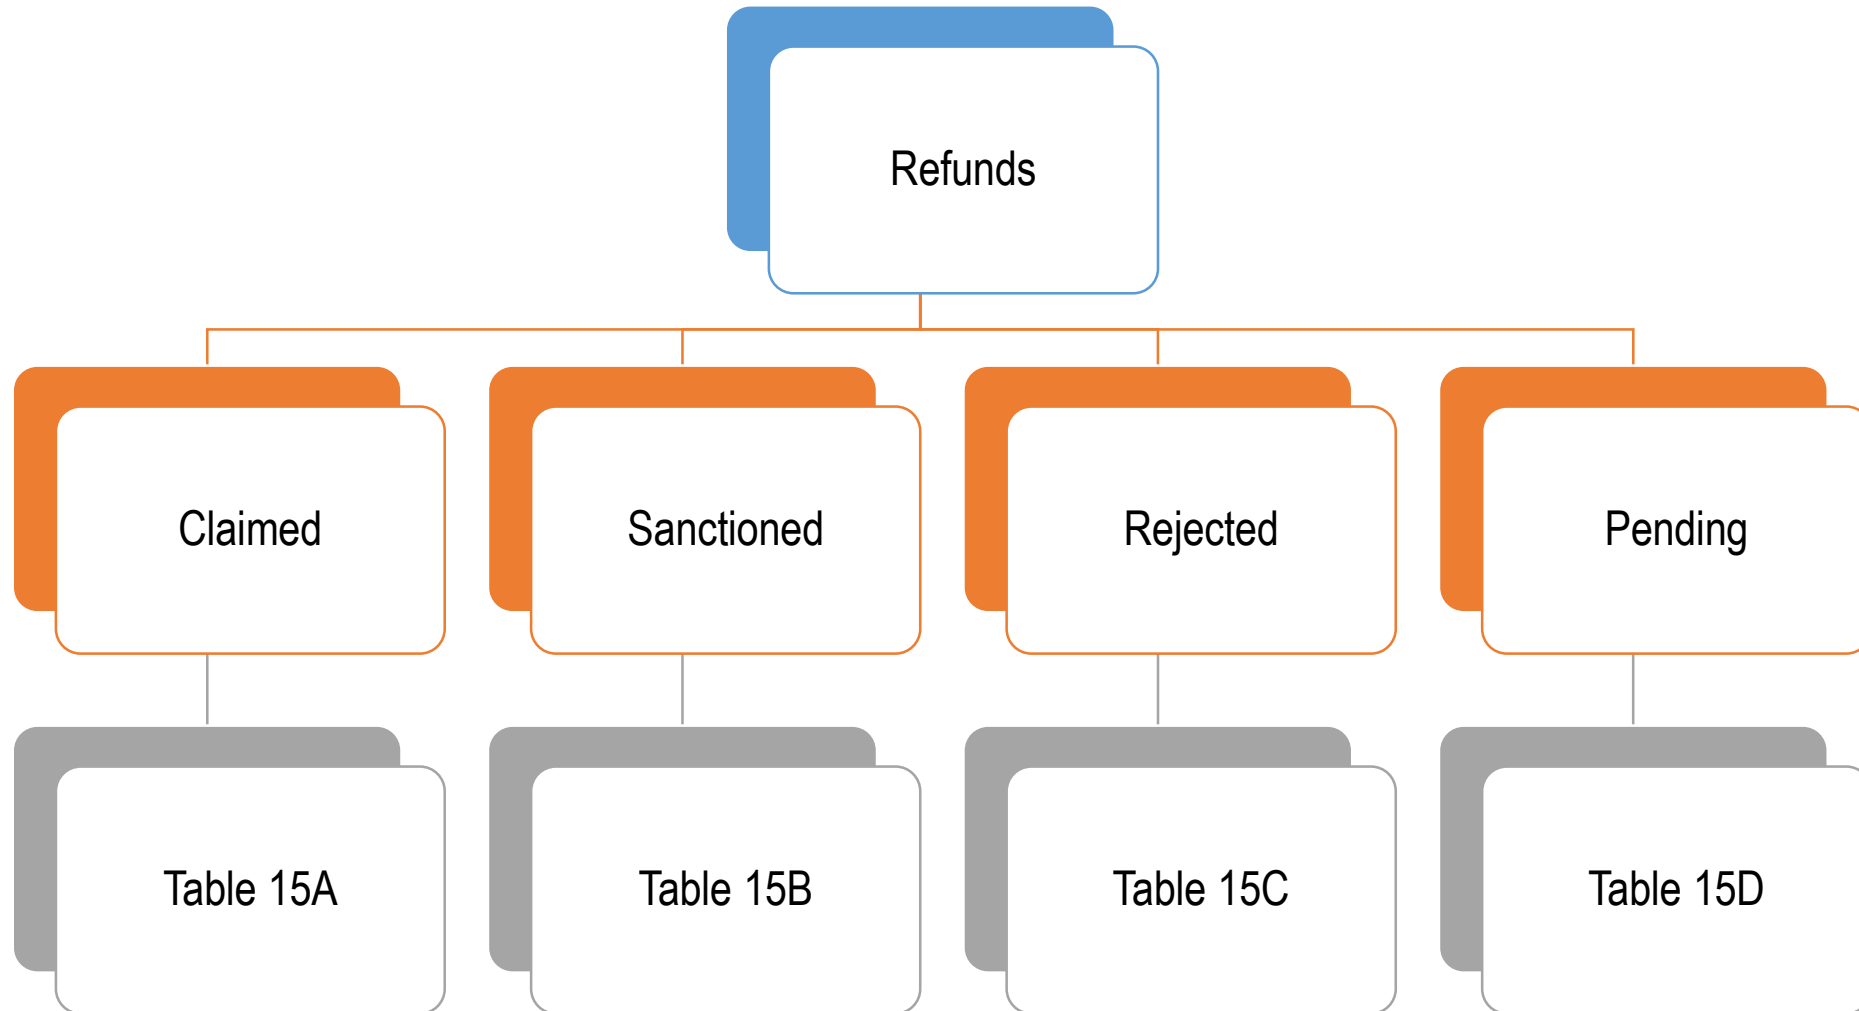 Refunds
Claimed
Sanctioned
Rejected
Pending
Table 15A
Table 15B
Table 15C
Table 15D